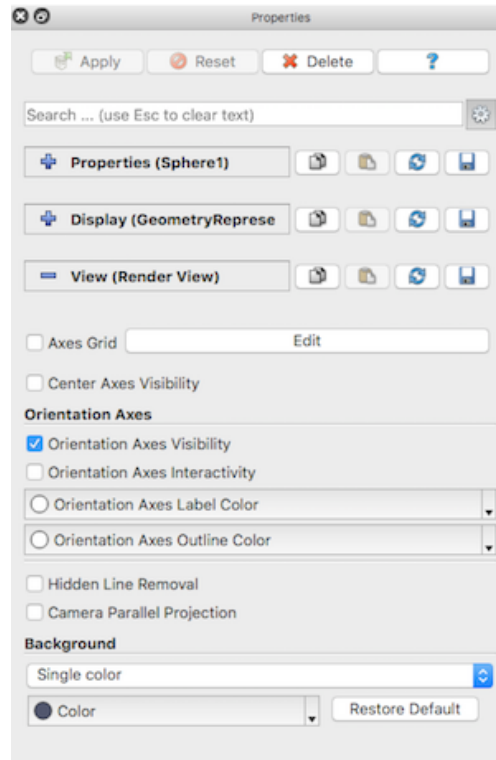 Properties
Apply Reset Delete ?
Search ... (use Esc to clear text)
Properties (Sphere1)
Display (GeometryReprese
View (Render View)
Axes Grid Edit
Center Axes Visibility
Orientation Axes
Orientation Axes Visibility
Orientation Axes Interactivity
Orientation Axes Label Color
Orientation Axes Outline Color
Hidden Line Removal
Camera Parallel Projection
Background
Single color
Color Restore Default